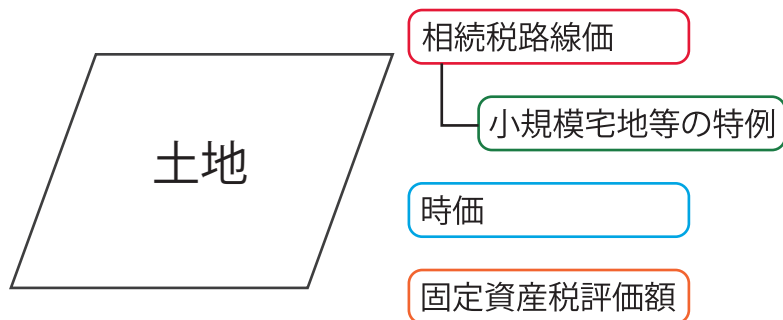 土地
相続税路線価
小規模宅地等の特例
時価
固定資産税評価額